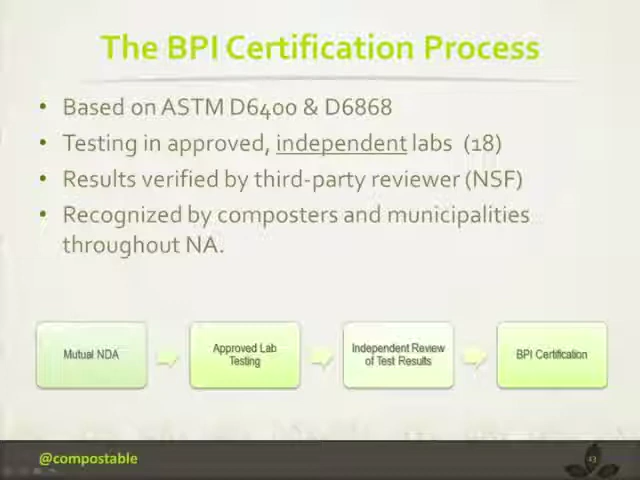 The BPI Certification Process
• Based on ASTM D6400 & D6868
• Testing in approved, independent labs (18)
• Results verified by third-party reviewer (NSF)
• Recognized by composters and municipalities
throughout NA.
Mutual NDA
Approved Lab
Testing
Independent Review
of Test Results
BPI Certification
@compostable